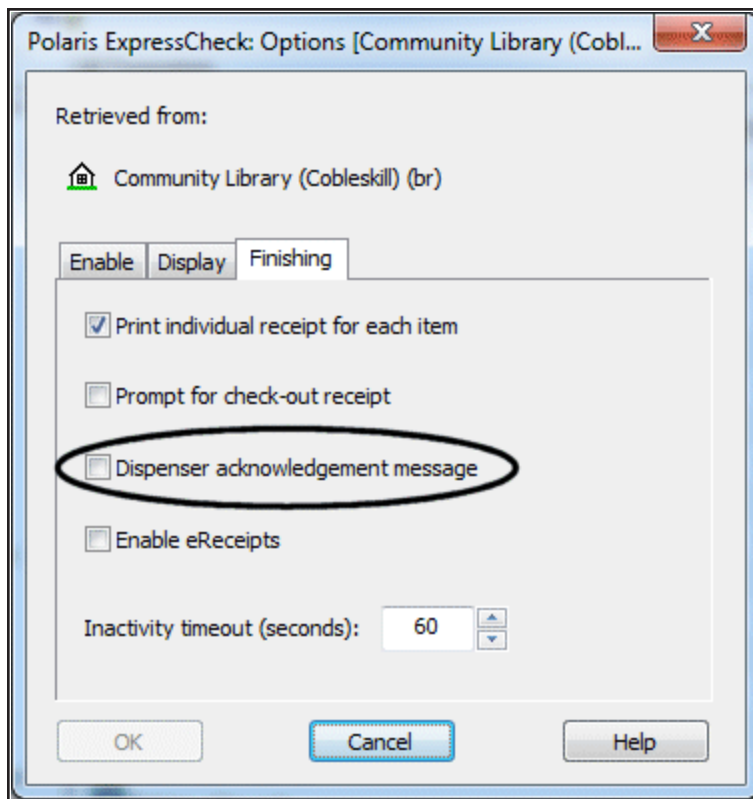 Polaris ExpressCheck: Options [Community Library (Cobl...
Retrieved from:
Community Library (Cobleskill) (br)
Enable Display Finishing
Print individual receipt for each item
Prompt for check-out receipt
Dispenser acknowledgement message
Enable eReceipts
Inactivity timeout (seconds): 60
OK Cancel Help